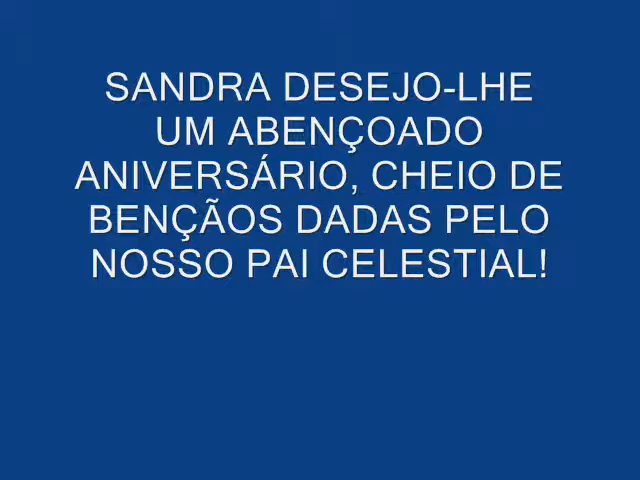 SANDRA DESEJO-LHE
UM ABENÇOADO
ANIVERSÁRIO, CHEIO DE
BENÇÃOS DADAS PELO
NOSSO PAI CELESTIAL!